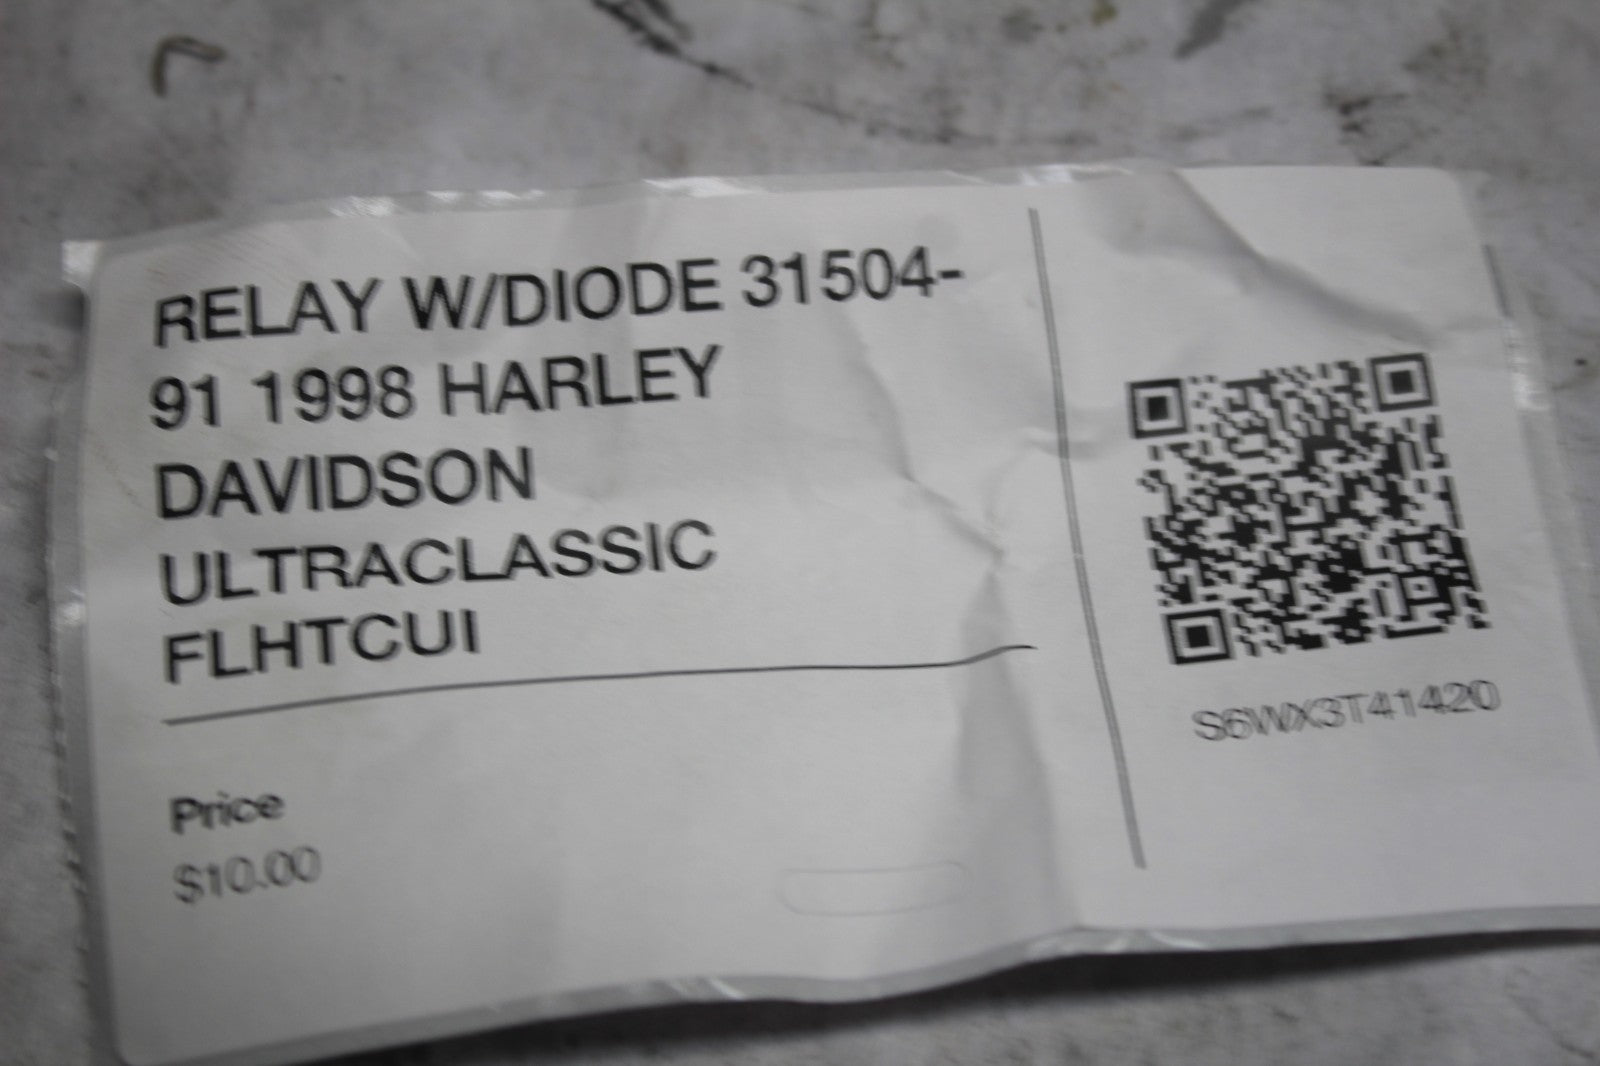 RELAY W/DIODE 31504-
91 1998 HARLEY
DAVIDSON
ULTRACLASSIC
FLHTCUI
Price
$10.00
S6WX3T41420